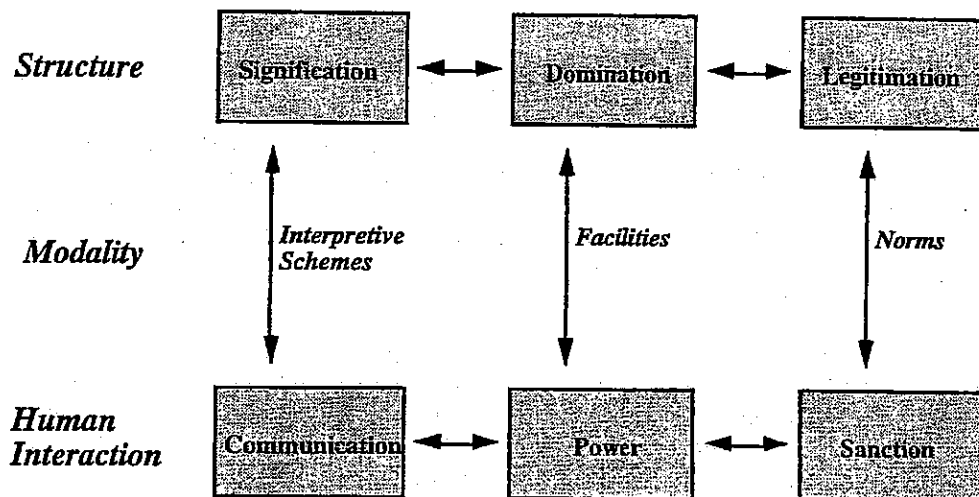 Structure
Signification
Domination
Legitimation
Modality
Interpretive
Schemes
Facilities
Norms
Human
Interaction
Communication
Power
Sanction